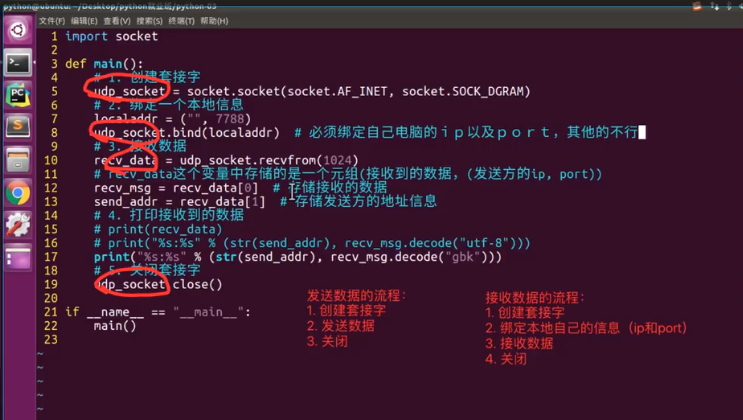 python@ubuntu: ~/Desktop/python就业班/python-03
文件(F) 编辑(E) 查看(V) 搜索(S) 终端(T) 帮助(H)
1 import socket
2
3 def main():
4 # 1. 创建套接字
5 udp_socket = socket.socket(socket.AF_INET, socket.SOCK_DGRAM)
6 # 2. 绑定一个本地信息
7 localaddr = ("", 7788)
8 udp_socket.bind(localaddr) # 必须绑定自己电脑的ip以及port，其他的不行
9 # 3. 接收数据
10 recv_data = udp_socket.recvfrom(1024)
11 # recv_data这个变量中存储的是一个元组(接收到的数据，(发送方的ip, port))
12 recv_msg = recv_data[0] # 存储接收的数据
13 send_addr = recv_data[1] # 存储发送方的地址信息
14 # 4. 打印接收到的数据
15 # print(recv_data)
16 # print("%s:%s" % (str(send_addr), recv_msg.decode("utf-8")))
17 print("%s:%s" % (str(send_addr), recv_msg.decode("gbk")))
18 # 5. 关闭套接字
19 udp_socket.close()
20
21 if __name__ == "__main__":
22 main()
23
~
~
~
~
~
发送数据的流程:
1. 创建套接字
2. 发送数据
3. 关闭
接收数据的流程:
1. 创建套接字
2. 绑定本地自己的信息（ip和port）
3. 接收数据
4. 关闭